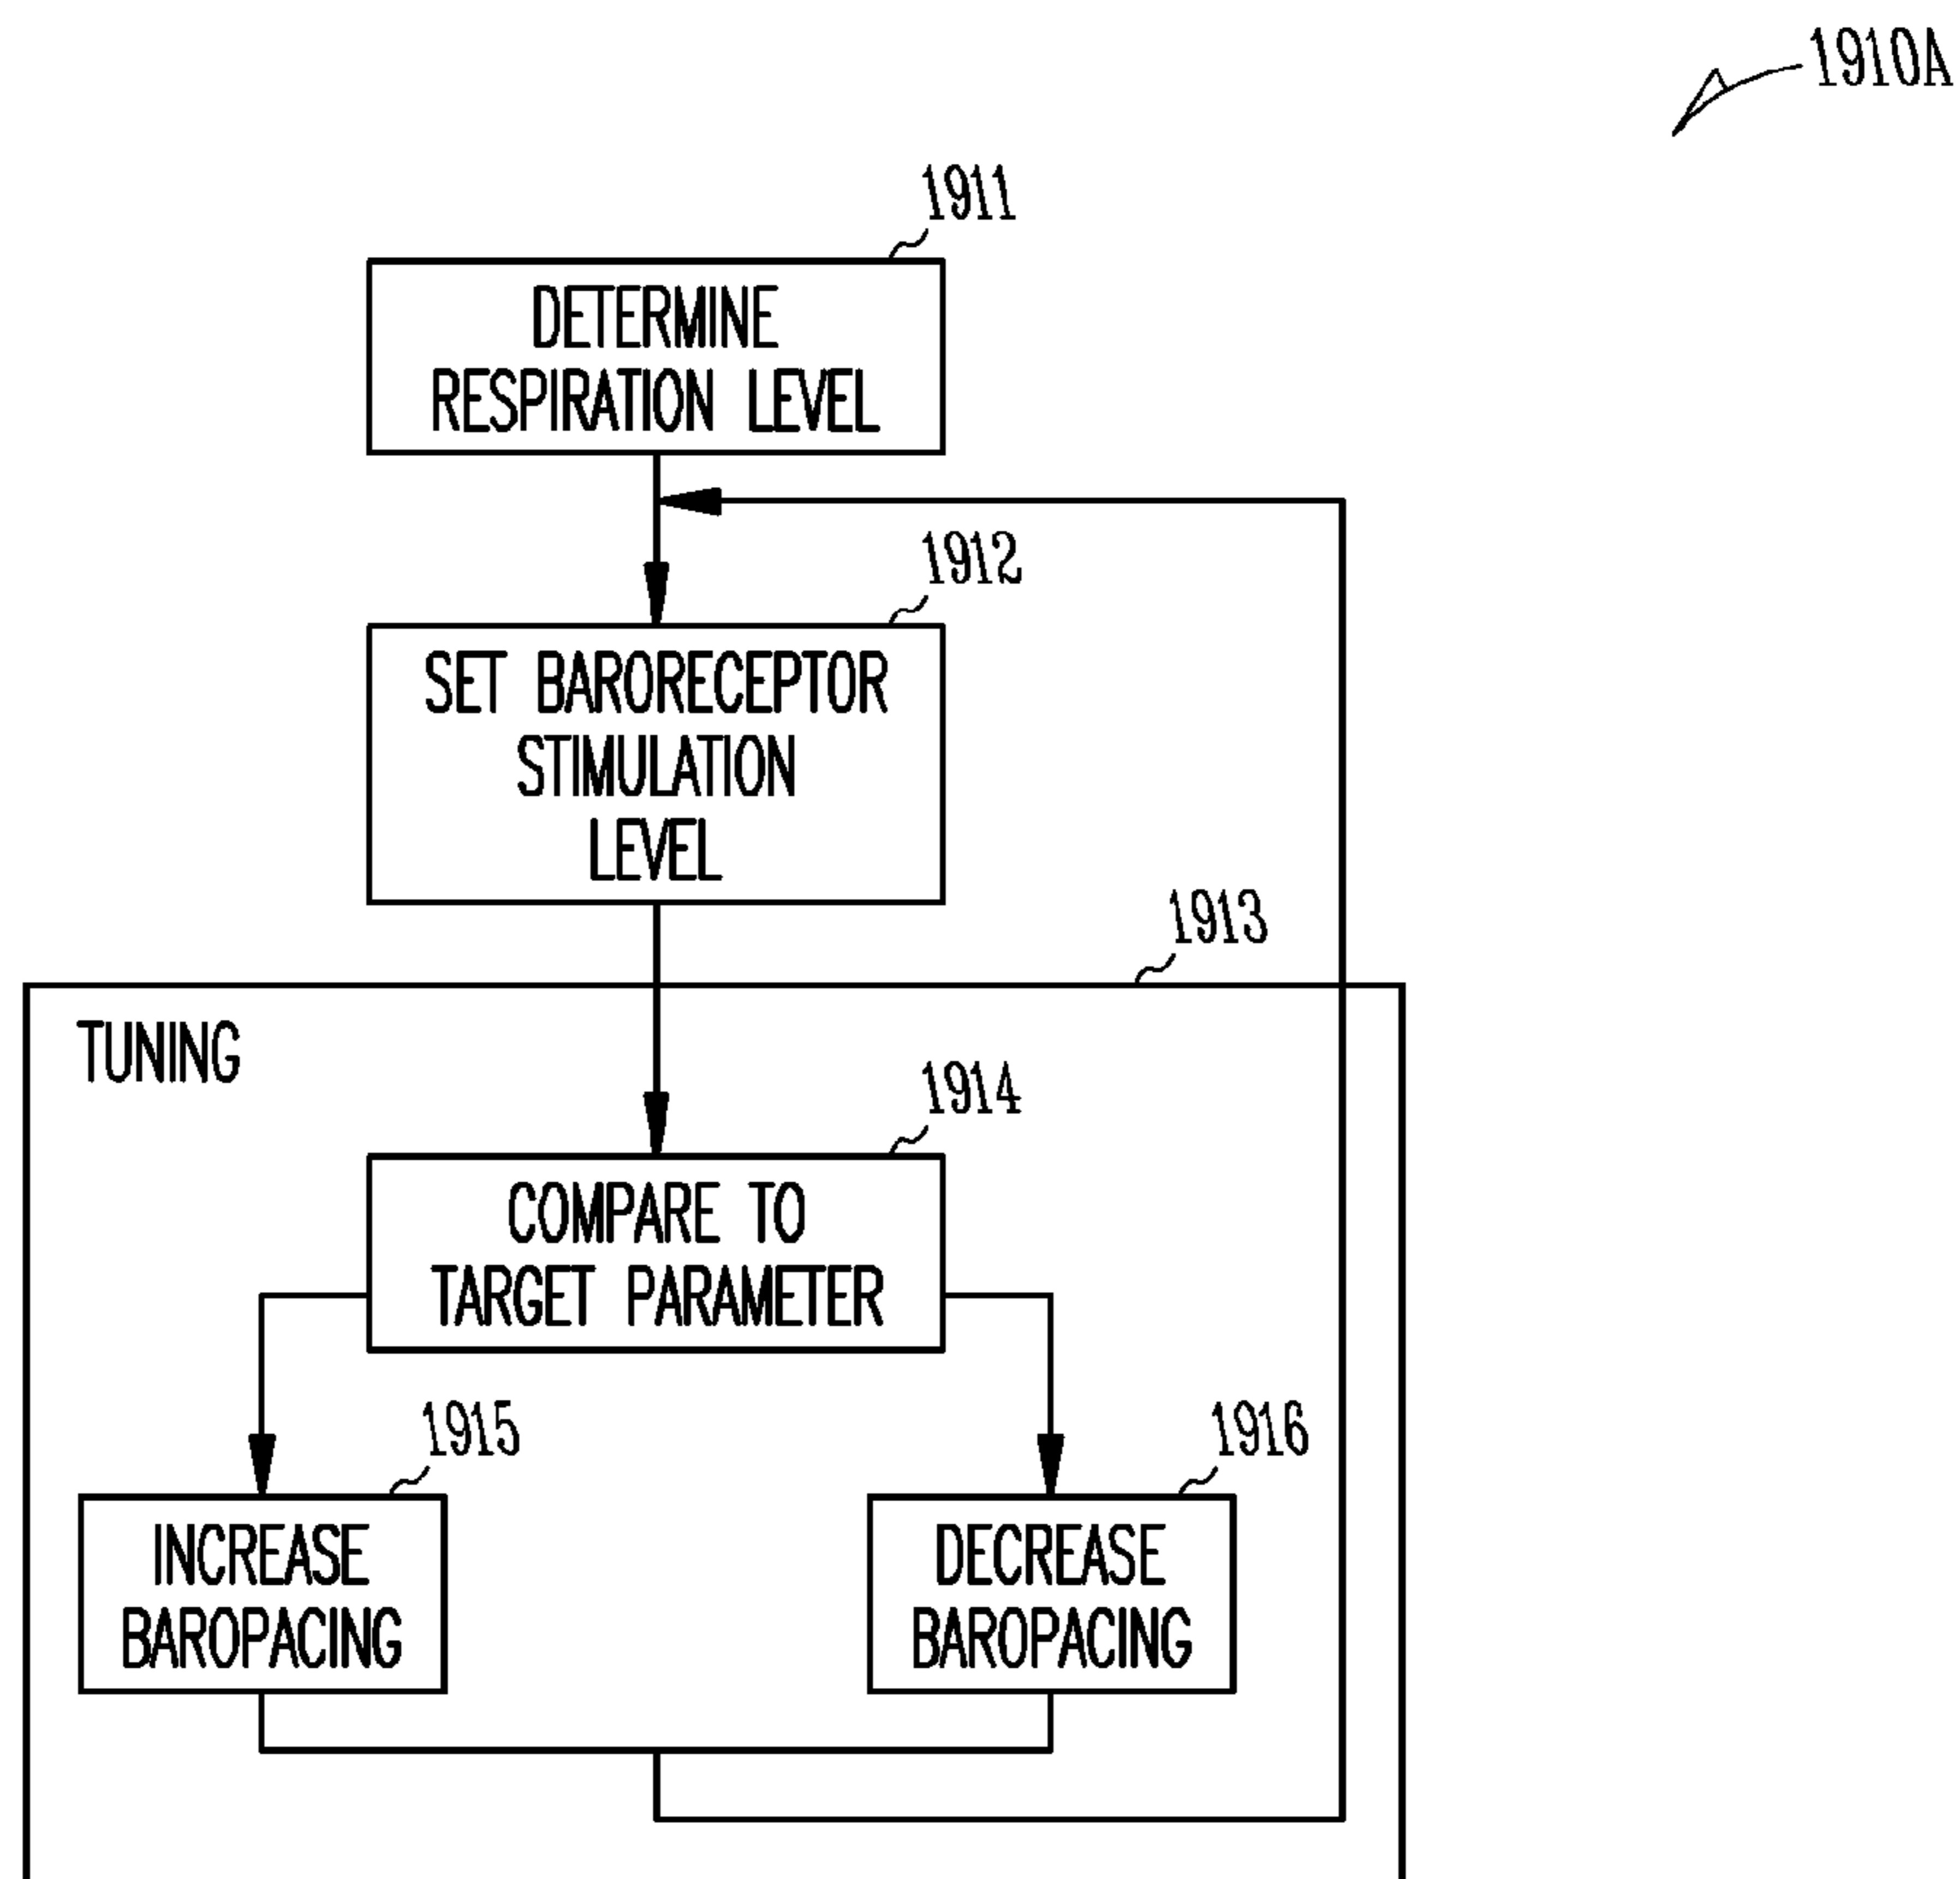 1910A
1911
DETERMINE
RESPIRATION LEVEL
1912
SET BARORECEPTOR
STIMULATION
LEVEL
1913
TUNING
1914
COMPARE TO
TARGET PARAMETER
1915
INCREASE
BAROPACING
1916
DECREASE
BAROPACING